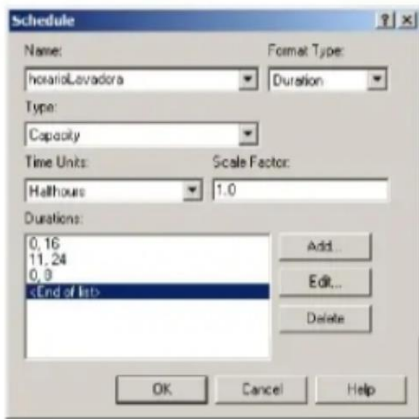 Schedule
Name:
Format Type:
horarioLavadora
Duration
Type:
Capacity
Time Units:
Scale Factor:
Halfhours
1.0
Durations:
0, 16
11, 24
0, 8
<End of list>
Add...
Edit...
Delete
OK
Cancel
Help